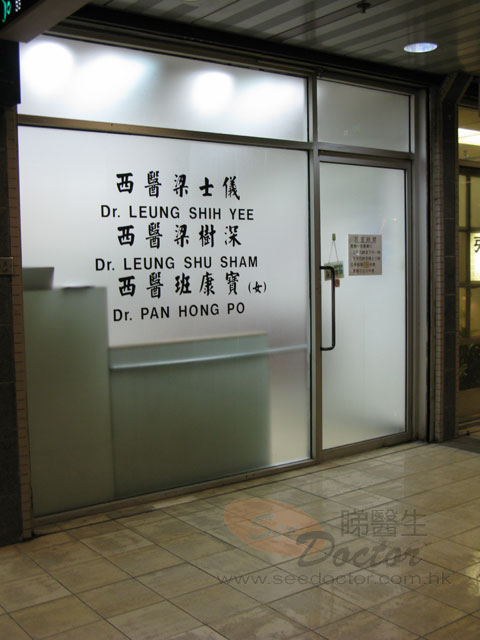 西醫梁士儀
Dr. LEUNG SHIH YEE
西醫梁樹深
Dr. LEUNG SHU SHAM
西醫班康寶(女)
Dr. PAN HONG PO
睇醫生
SeeDoctor
www.seedoctor.com.hk